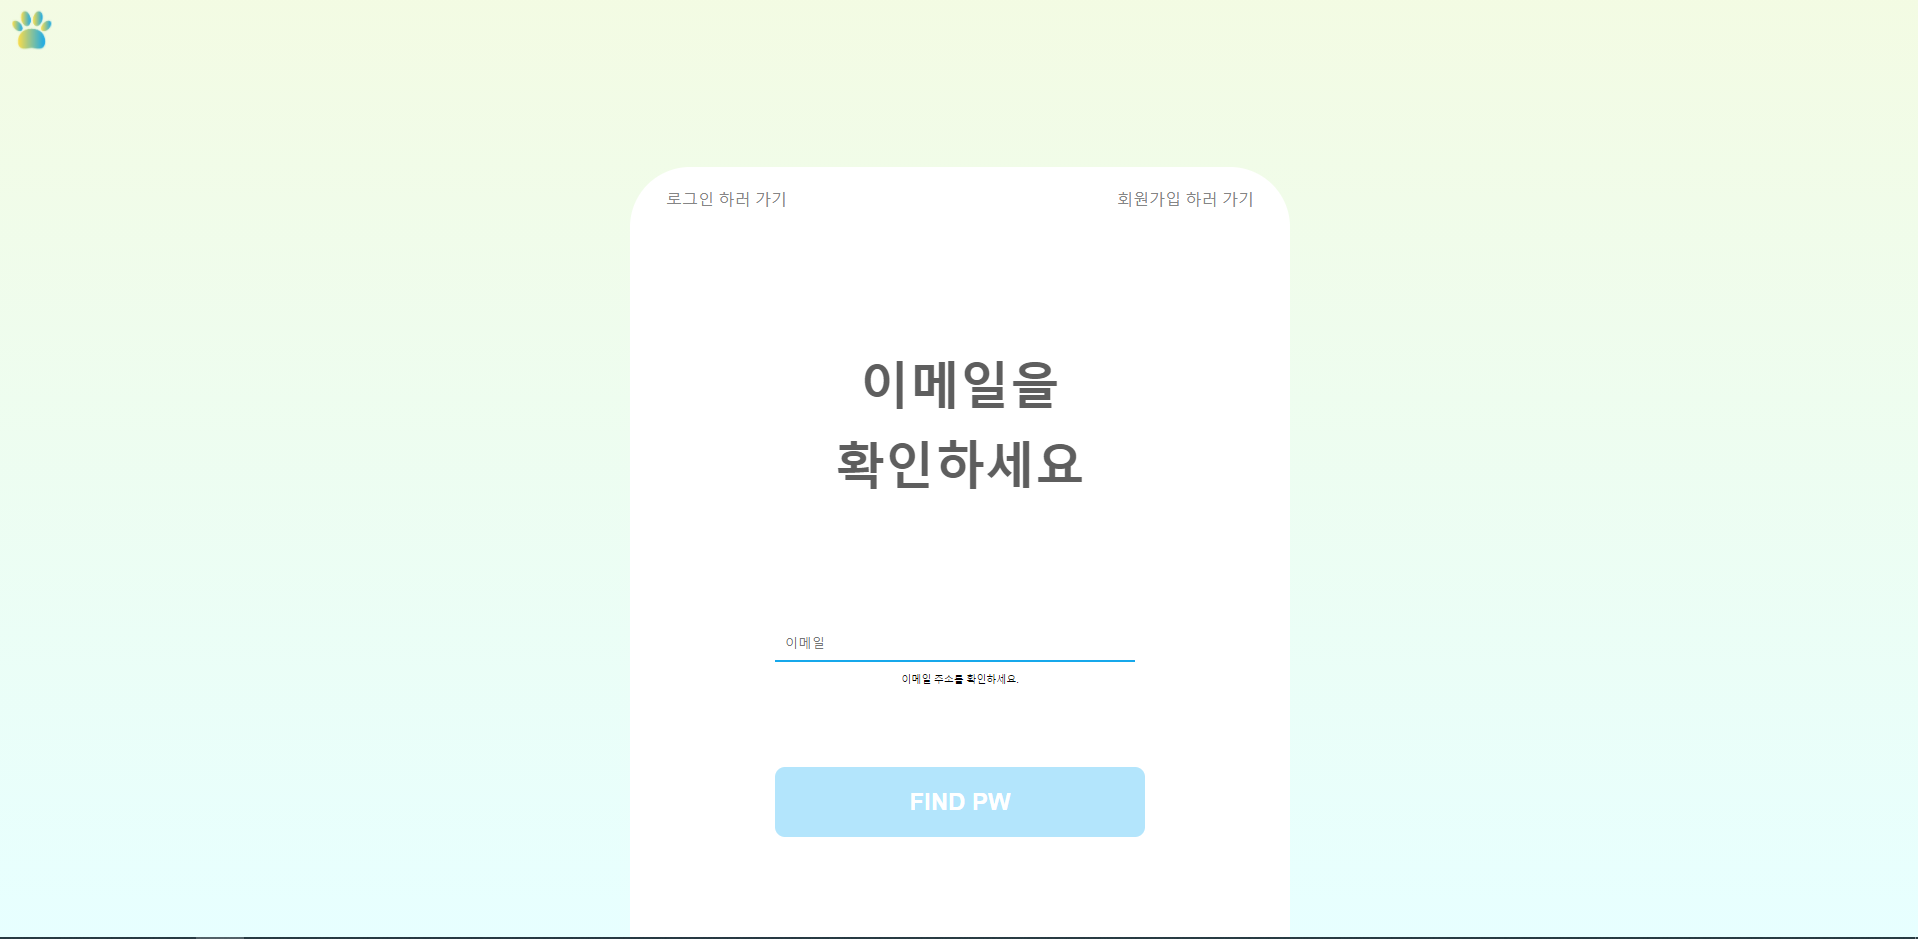 로그인 하러 가기
회원가입 하러 가기
이메일을
확인하세요
이메일
이메일 주소를 확인하세요.
FIND PW